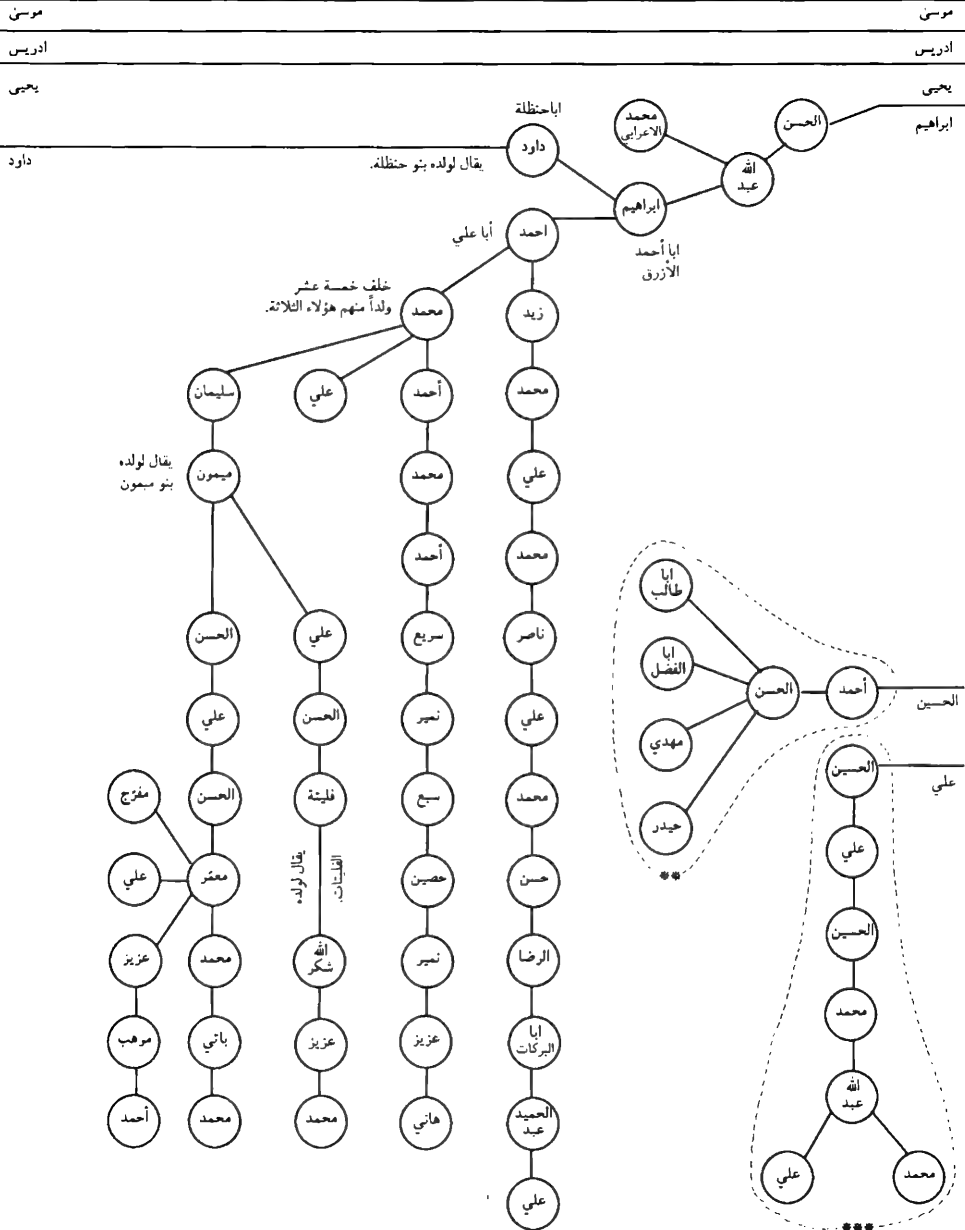 موسىٰ
موسىٰ
ادريس
ادريس
يحيى
يحيى
ابراهيم
الحسن
محمد
الاعرابي
الله
عبد
اباحنظلة
داود
داود
يقال لولده بنو حنظلة.
ابراهيم
ابا أحمد
الأزرق
احمد
أبا علي
خلف خمسة عشر
ولداً منهم هؤلاء الثلاثة.
محمد
زيد
محمد
علي
محمد
ناصر
علي
محمد
حسن
الرضا
ابا
البركات
الحميد
عبد
علي
أحمد
محمد
أحمد
سريع
نمير
سبع
حصين
نمير
عزيز
هاني
علي
سليمان
ميمون
يقال لولده
بنو ميمون
علي
الحسن
فليتة
يقال لولده
الفليتات.
الله
شكر
عزيز
محمد
الحسن
علي
الحسن
معمّر
محمد
باتي
محمد
مفرّج
علي
عزيز
موهب
أحمد
الحسين
أحمد
الحسن
ابا
طالب
ابا
الفضل
مهدي
حيدر
**
علي
الحسين
علي
الحسين
محمد
الله
عبد
محمد
علي
***